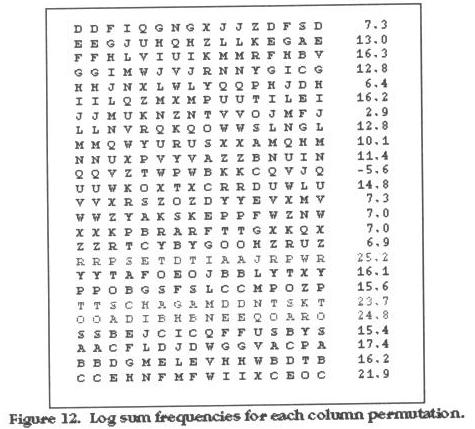 D D F I Q G N G X J J Z D F S D 7.3
E E G J U H Q H Z L L K E G A E 13.0
F F H L V I U I K M M R F H B V 16.3
G G I M W J V J R N N Y G I C G 12.8
H H J N X L W L Y Q Q P H J D H 6.4
I I L Q Z M X M P U U T I L E I 16.2
J J M U K N Z N T V V O J M F J 2.9
L L N V R Q K Q O W W S L N G L 12.8
M M Q W Y U R U S X X A M Q H M 10.1
N N U X P V Y V A Z Z B N U I N 11.4
Q Q V Z T W P W B K K C Q V J Q -5.6
U U W K O X T X C R R D U W L U 14.8
V V X R S Z O Z D Y Y E V X M V 7.3
W W Z Y A K S K E P P F W Z N W 7.0
X X K P B R A R F T T G X K Q X 7.0
Z Z R T C Y B Y G O O H Z R U Z 6.9
R R P S E T D T I A A J R P W R 25.2
Y Y T A F O E O J B B L Y T X Y 16.1
P P O B G S F S L C C M P O Z P 15.6
T T S C H A G A M D D N T S K T 23.7
O O A D I B H B N E E Q O A R O 24.8
S S B E J C I C Q F F U S B Y S 15.4
A A C F L D J D W G G V A C P A 17.4
B B D G M E L E V H H W B D T B 16.2
C C E H N F M F W I I X C E O C 21.9
Figure 12. Log sum frequencies for each column permutation.